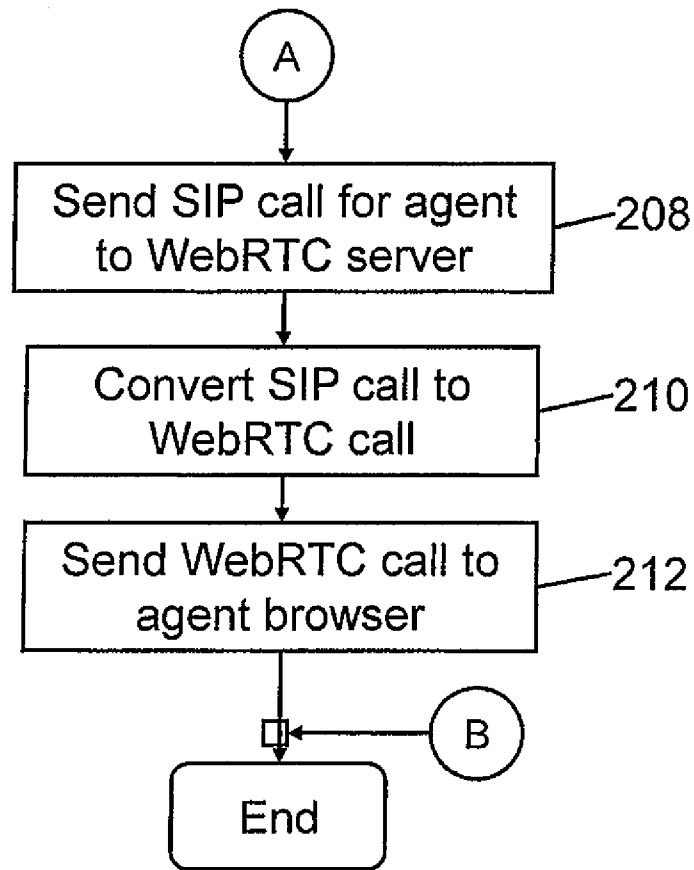 A
Send SIP call for agent
to WebRTC server
208
Convert SIP call to
WebRTC call
210
Send WebRTC call to
agent browser
212
B
End